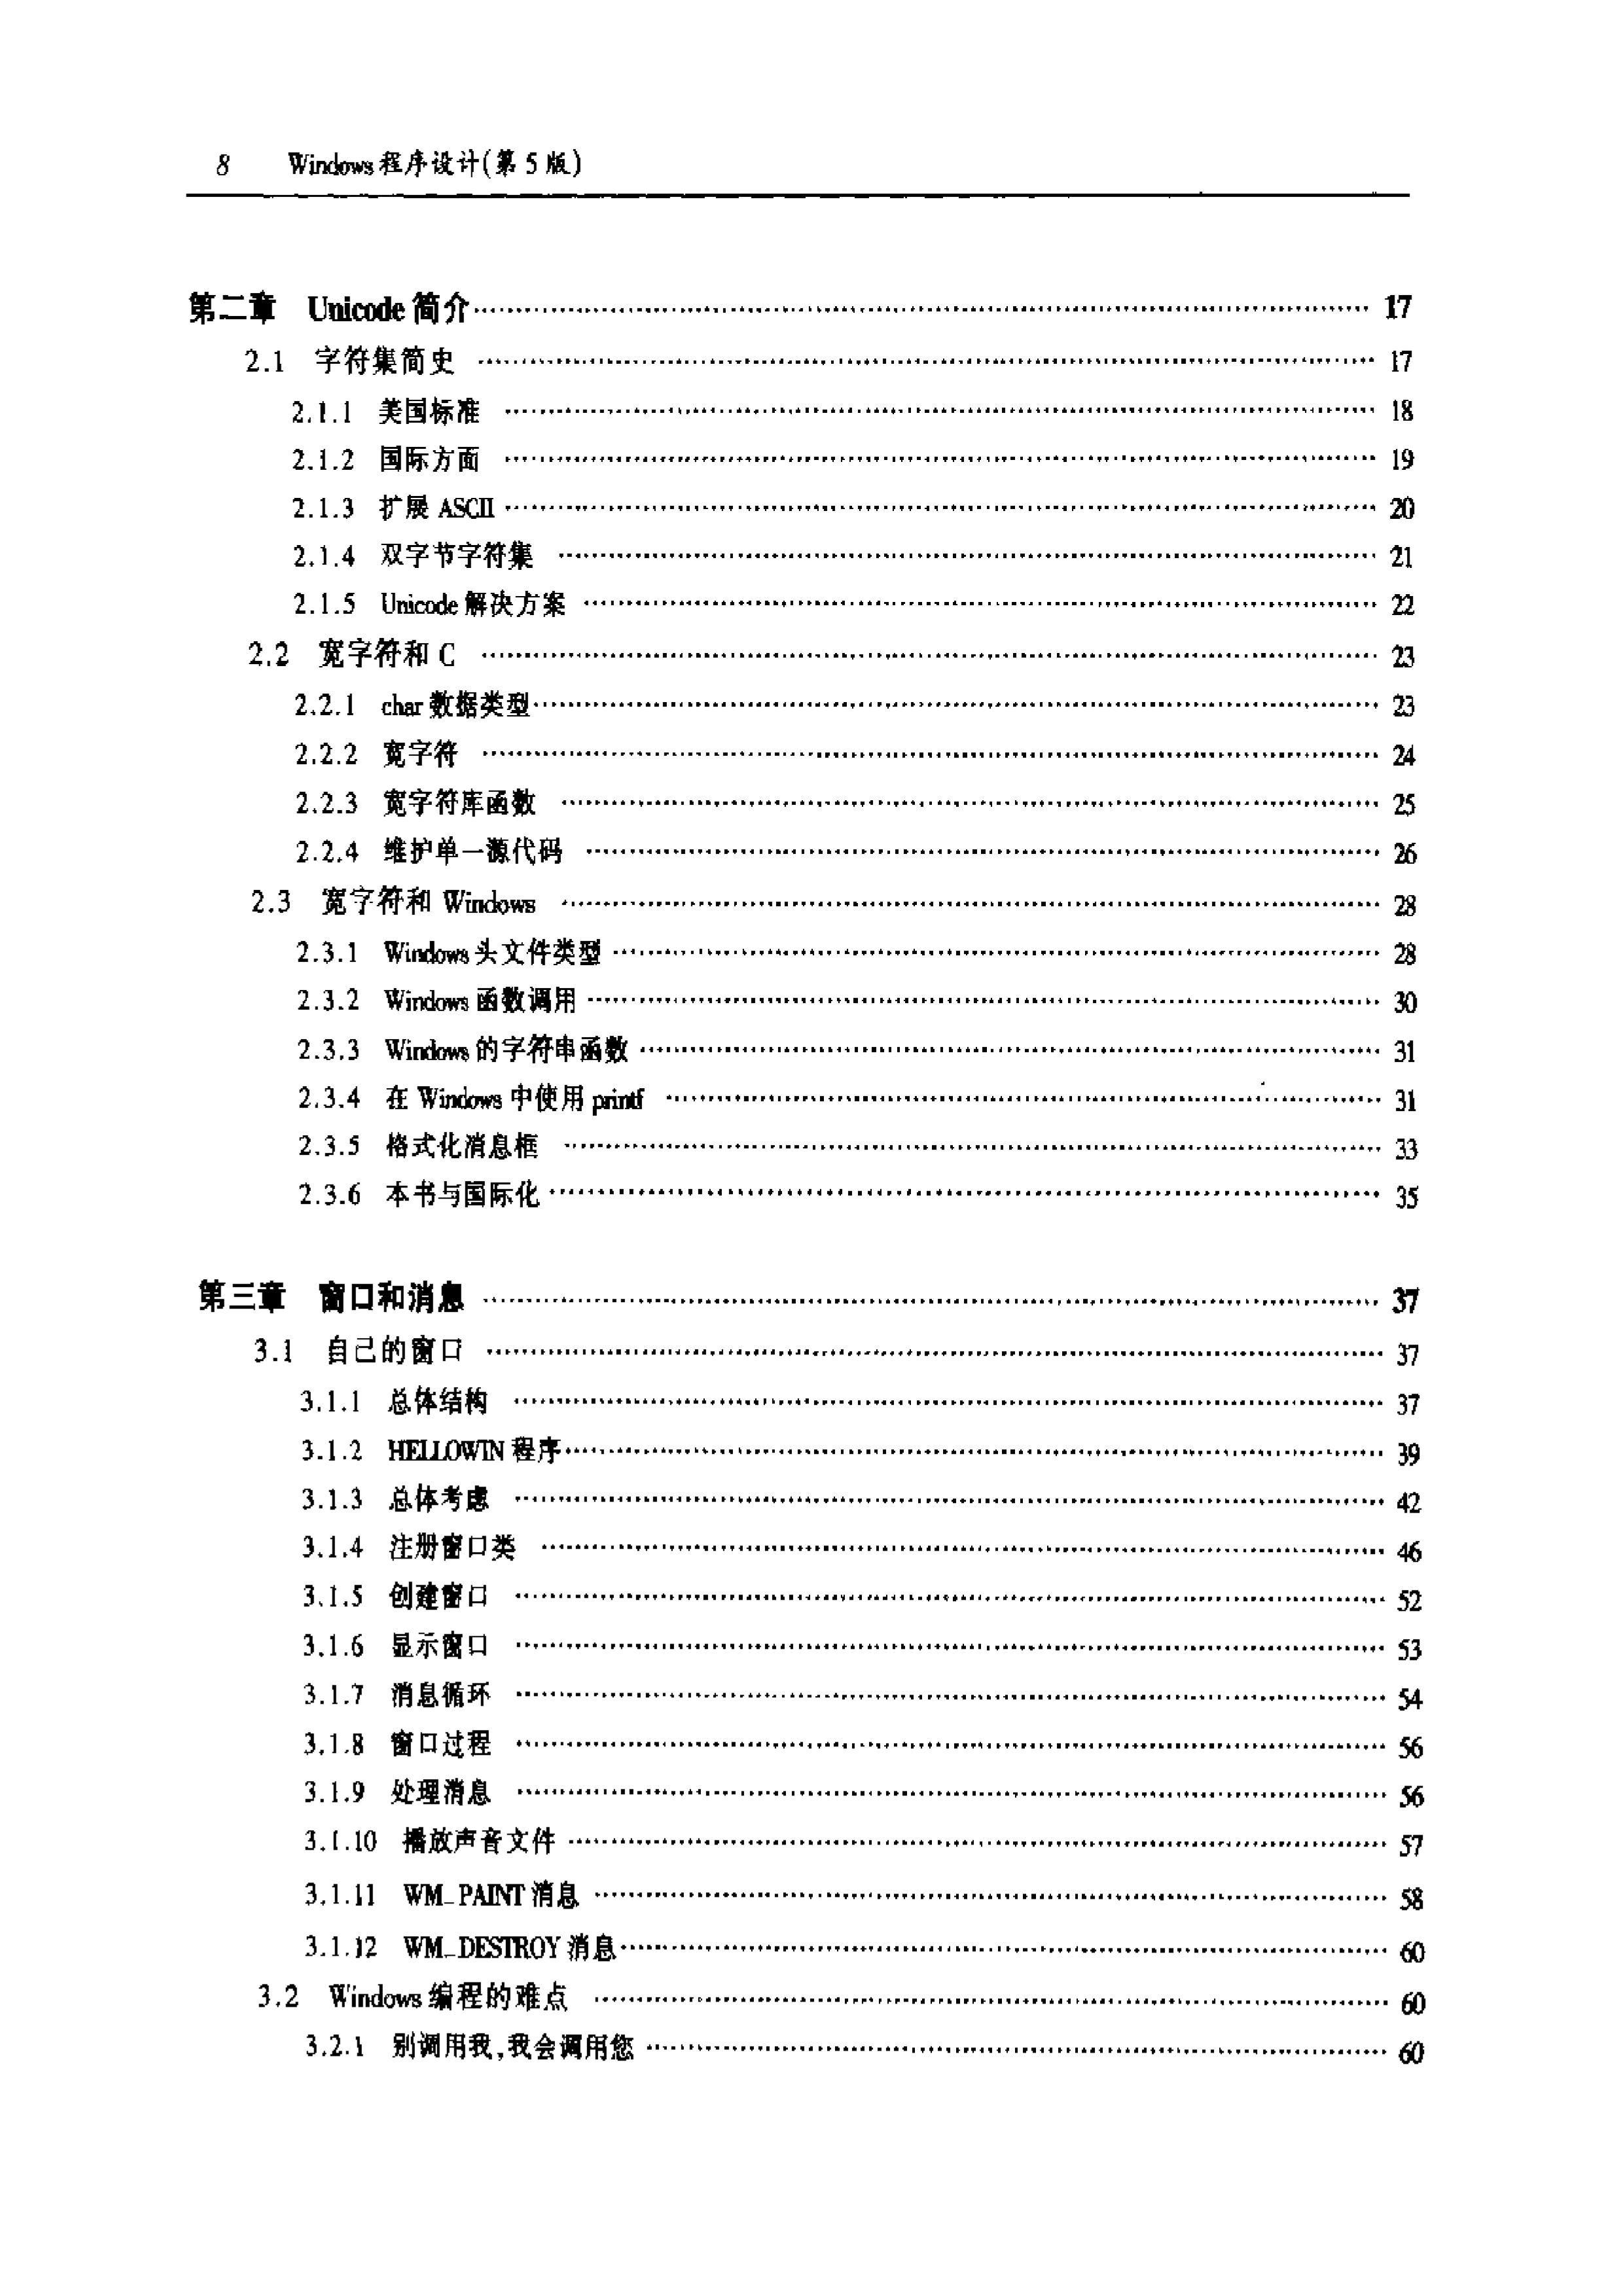 8 Windows程序设计(第5版)
第二章 Unicode 简介 …… 17
2.1 字符集简史 …… 17
2.1.1 美国标准 …… 18
2.1.2 国际方面 …… 19
2.1.3 扩展 ASCII …… 20
2.1.4 双字节字符集 …… 21
2.1.5 Unicode 解决方案 …… 22
2.2 宽字符和 C …… 23
2.2.1 char 数据类型 …… 23
2.2.2 宽字符 …… 24
2.2.3 宽字符库函数 …… 25
2.2.4 维护单一源代码 …… 26
2.3 宽字符和 Windows …… 28
2.3.1 Windows 头文件类型 …… 28
2.3.2 Windows 函数调用 …… 30
2.3.3 Windows 的字符串函数 …… 31
2.3.4 在 Windows 中使用 printf …… 31
2.3.5 格式化消息框 …… 33
2.3.6 本书与国际化 …… 35
第三章 窗口和消息 …… 37
3.1 自己的窗口 …… 37
3.1.1 总体结构 …… 37
3.1.2 HELLOWIN 程序 …… 39
3.1.3 总体考虑 …… 42
3.1.4 注册窗口类 …… 46
3.1.5 创建窗口 …… 52
3.1.6 显示窗口 …… 53
3.1.7 消息循环 …… 54
3.1.8 窗口过程 …… 56
3.1.9 处理消息 …… 56
3.1.10 播放声音文件 …… 57
3.1.11 WM_PAINT 消息 …… 58
3.1.12 WM_DESTROY 消息 …… 60
3.2 Windows 编程的难点 …… 60
3.2.1 别调用我,我会调用您 …… 60